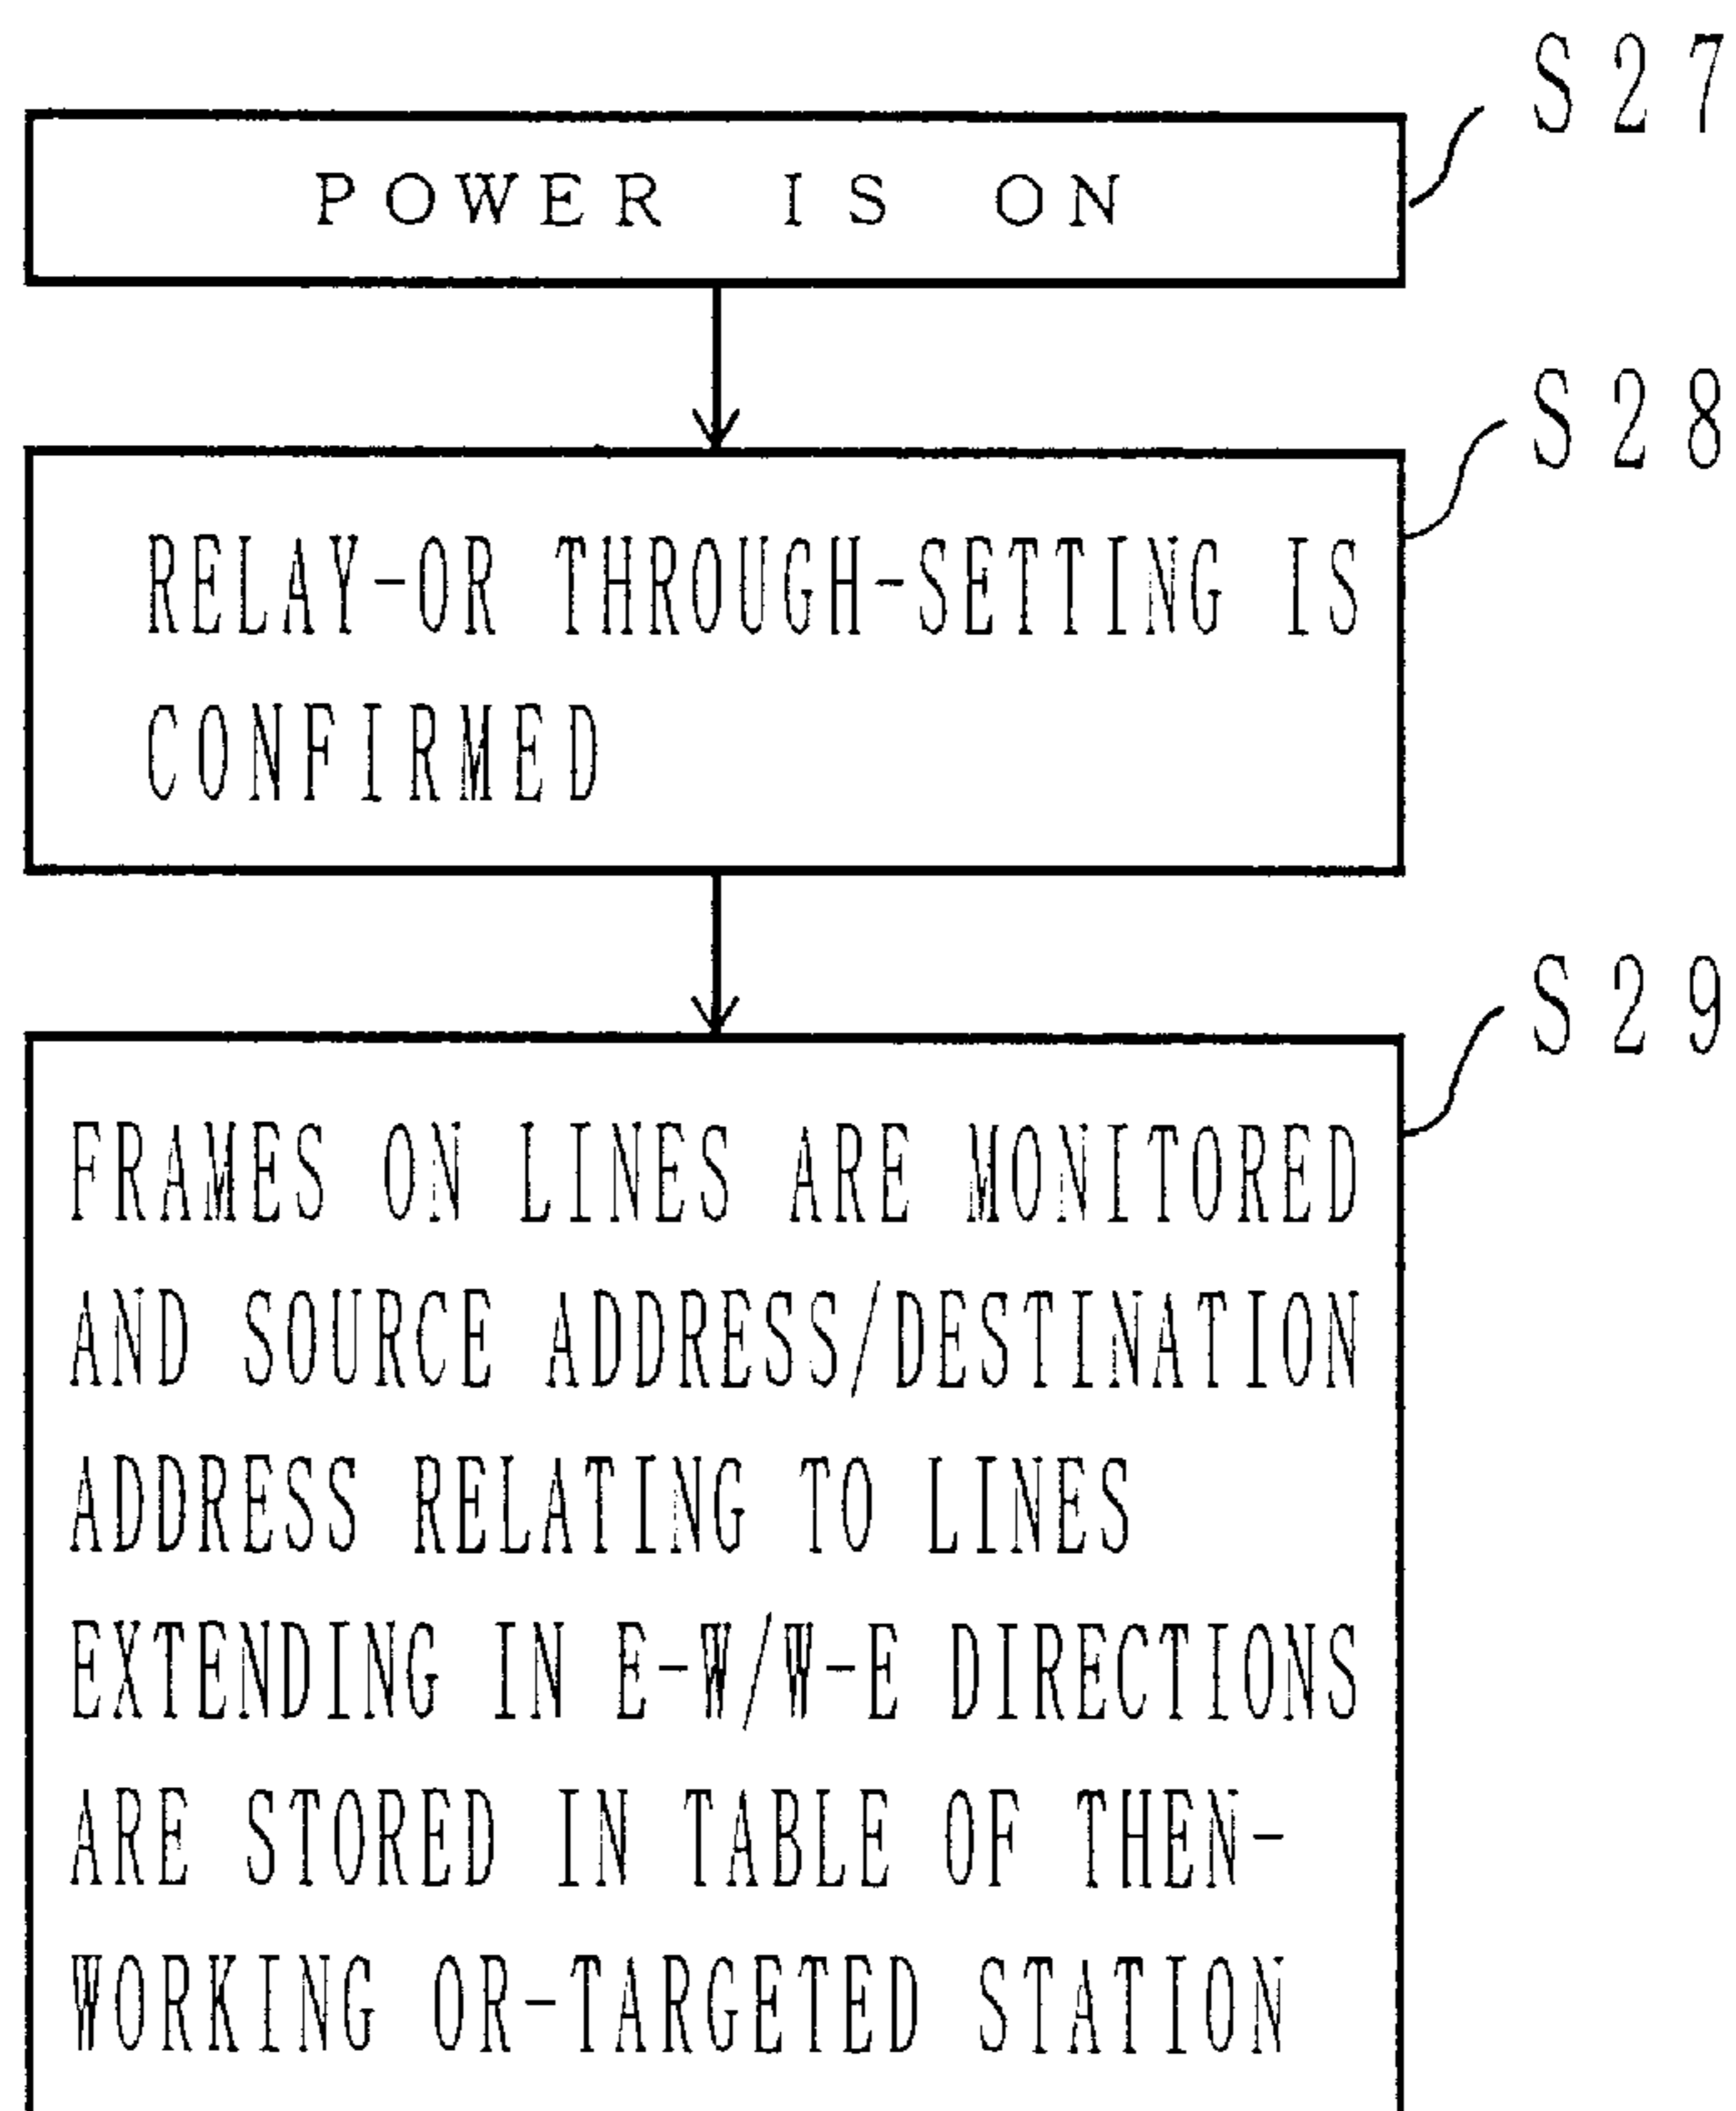 S27
POWER IS ON
S28
RELAY-OR THROUGH-SETTING IS
CONFIRMED
S29
FRAMES ON LINES ARE MONITORED
AND SOURCE ADDRESS/DESTINATION
ADDRESS RELATING TO LINES
EXTENDING IN E-W/W-E DIRECTIONS
ARE STORED IN TABLE OF THEN-
WORKING OR-TARGETED STATION